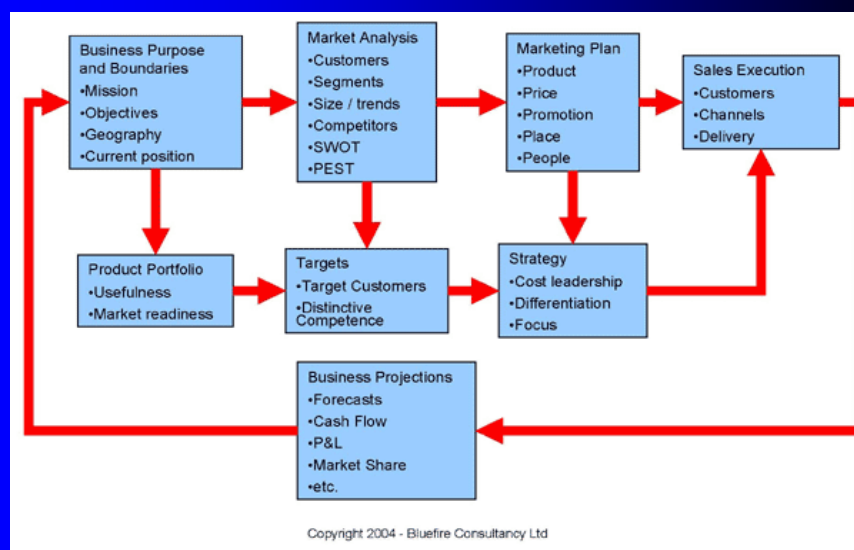 Business Purpose
and Boundaries
•Mission
•Objectives
•Geography
•Current position
Market Analysis
•Customers
•Segments
•Size / trends
•Competitors
•SWOT
•PEST
Marketing Plan
•Product
•Price
•Promotion
•Place
•People
Sales Execution
•Customers
•Channels
•Delivery
Product Portfolio
•Usefulness
•Market readiness
Targets
•Target Customers
•Distinctive
Competence
Strategy
•Cost leadership
•Differentiation
•Focus
Business Projections
•Forecasts
•Cash Flow
•P&L
•Market Share
•etc.
Copyright 2004 - Bluefire Consultancy Ltd